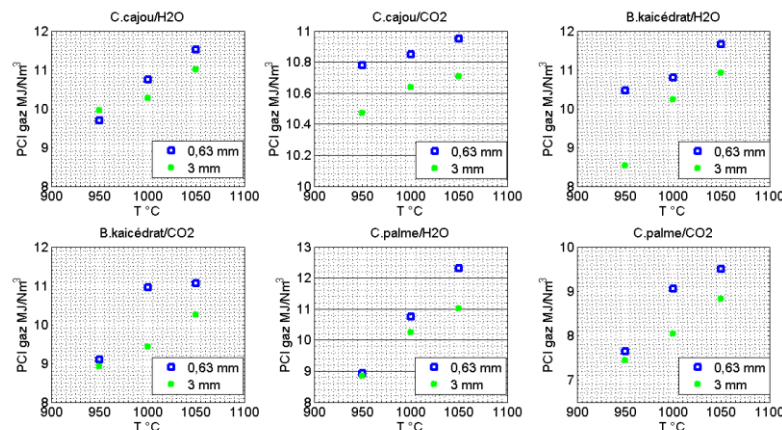 C.cajou/H2O
PCI gaz MJ/Nm³
12
11
10
9
8
0,63 mm
3 mm
900 950 1000 1050 1100
T °C
C.cajou/CO2
PCI gaz MJ/Nm³
11
10.8
10.6
10.4
10.2
10
0,63 mm
3 mm
900 950 1000 1050 1100
T °C
B.kaicédrat/H2O
PCI gaz MJ/Nm³
12
11
10
9
8
0,63 mm
3 mm
900 950 1000 1050 1100
T °C
B.kaicédrat/CO2
PCI gaz MJ/Nm³
12
11
10
9
8
0,63 mm
3 mm
900 950 1000 1050 1100
T °C
C.palme/H2O
PCI gaz MJ/Nm³
13
12
11
10
9
8
0,63 mm
3 mm
900 950 1000 1050 1100
T °C
C.palme/CO2
PCI gaz MJ/Nm³
10
9
8
7
0,63 mm
3 mm
900 950 1000 1050 1100
T °C